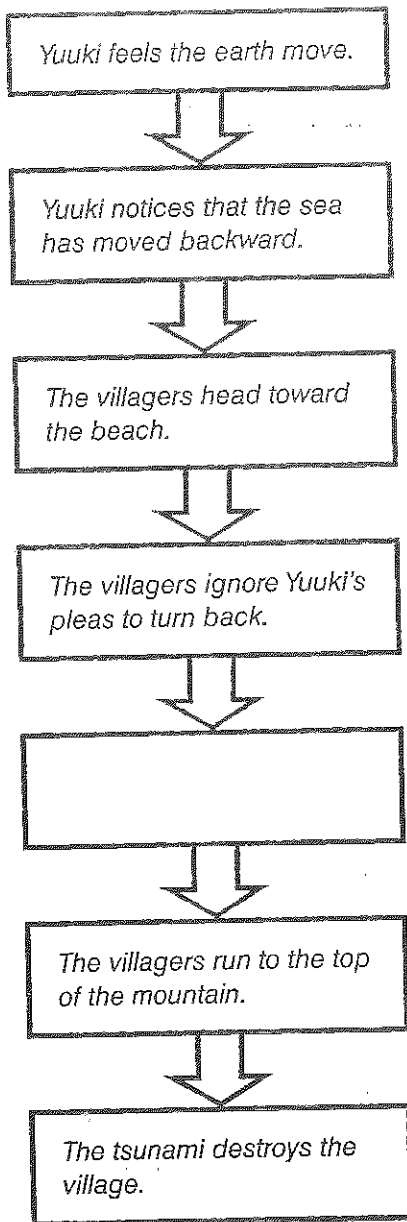 Yuuki feels the earth move.
Yuuki notices that the sea
has moved backward.
The villagers head toward
the beach.
The villagers ignore Yuuki's
pleas to turn back.
The villagers run to the top
of the mountain.
The tsunami destroys the
village.